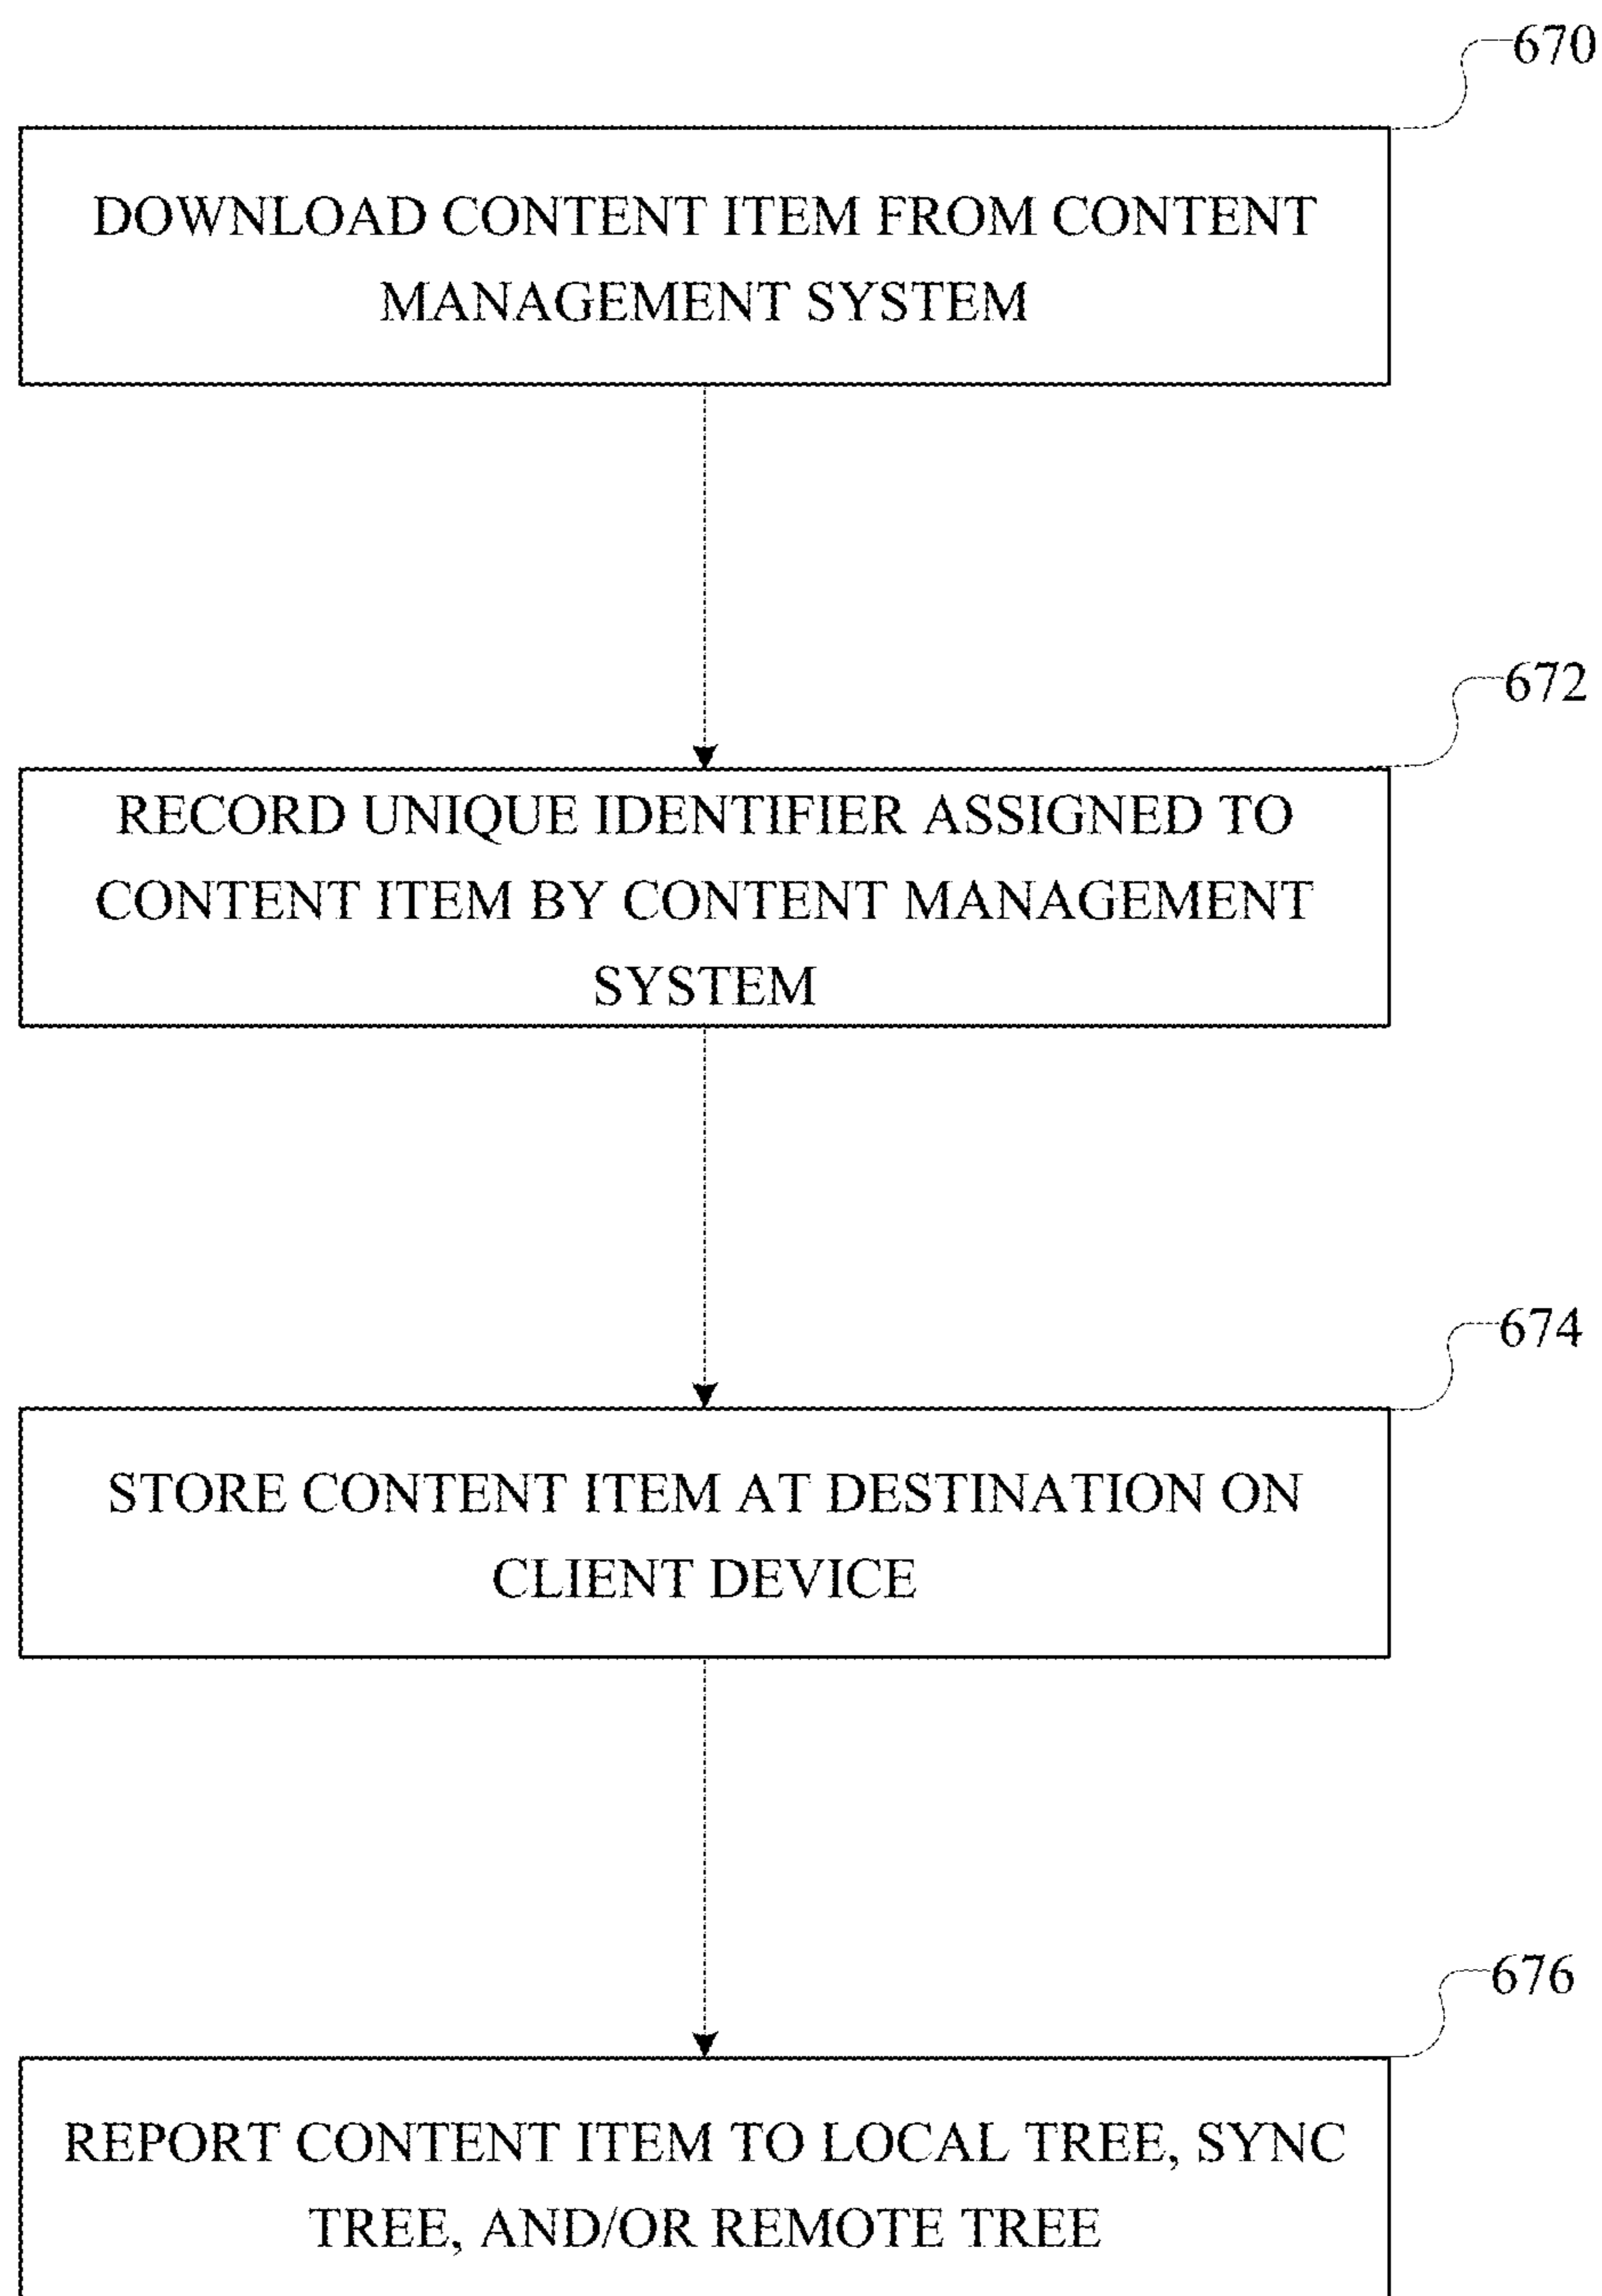 670
DOWNLOAD CONTENT ITEM FROM CONTENT
MANAGEMENT SYSTEM
672
RECORD UNIQUE IDENTIFIER ASSIGNED TO
CONTENT ITEM BY CONTENT MANAGEMENT
SYSTEM
674
STORE CONTENT ITEM AT DESTINATION ON
CLIENT DEVICE
676
REPORT CONTENT ITEM TO LOCAL TREE, SYNC
TREE, AND/OR REMOTE TREE